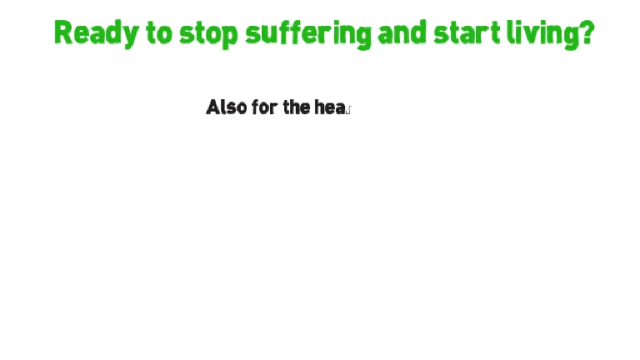 Ready to stop suffering and start living?
Also for the hea